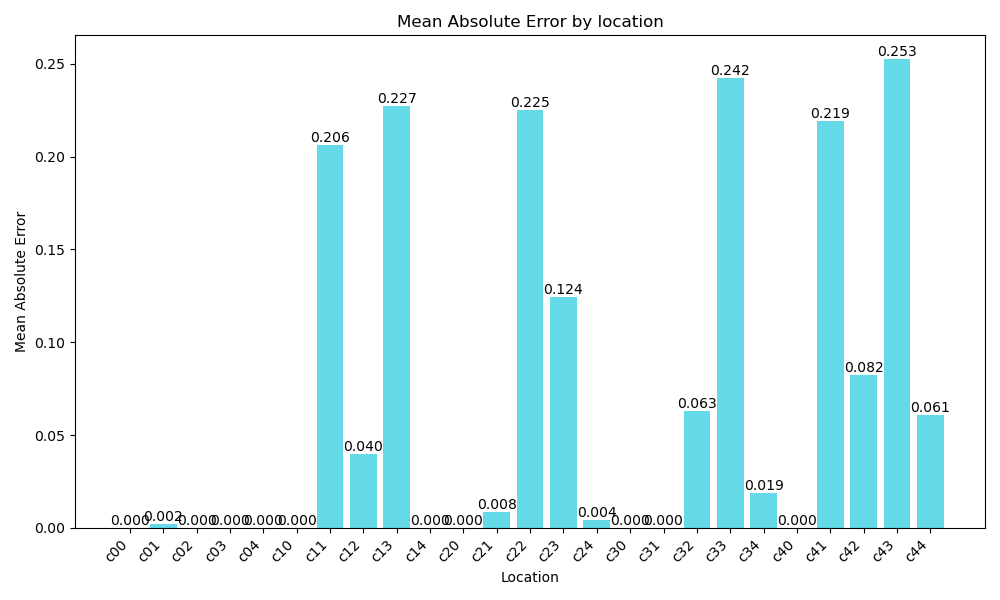 Mean Absolute Error by location
Mean Absolute Error
0.25
0.20
0.15
0.10
0.05
0.00
0.000
0.002
0.000
0.000
0.000
0.000
0.206
0.040
0.227
0.000
0.000
0.008
0.225
0.124
0.004
0.000
0.000
0.063
0.242
0.019
0.000
0.219
0.082
0.253
0.061
c00
c01
c02
c03
c04
c10
c11
c12
c13
c14
c20
c21
c22
c23
c24
c30
c31
c32
c33
c34
c40
c41
c42
c43
c44
Location